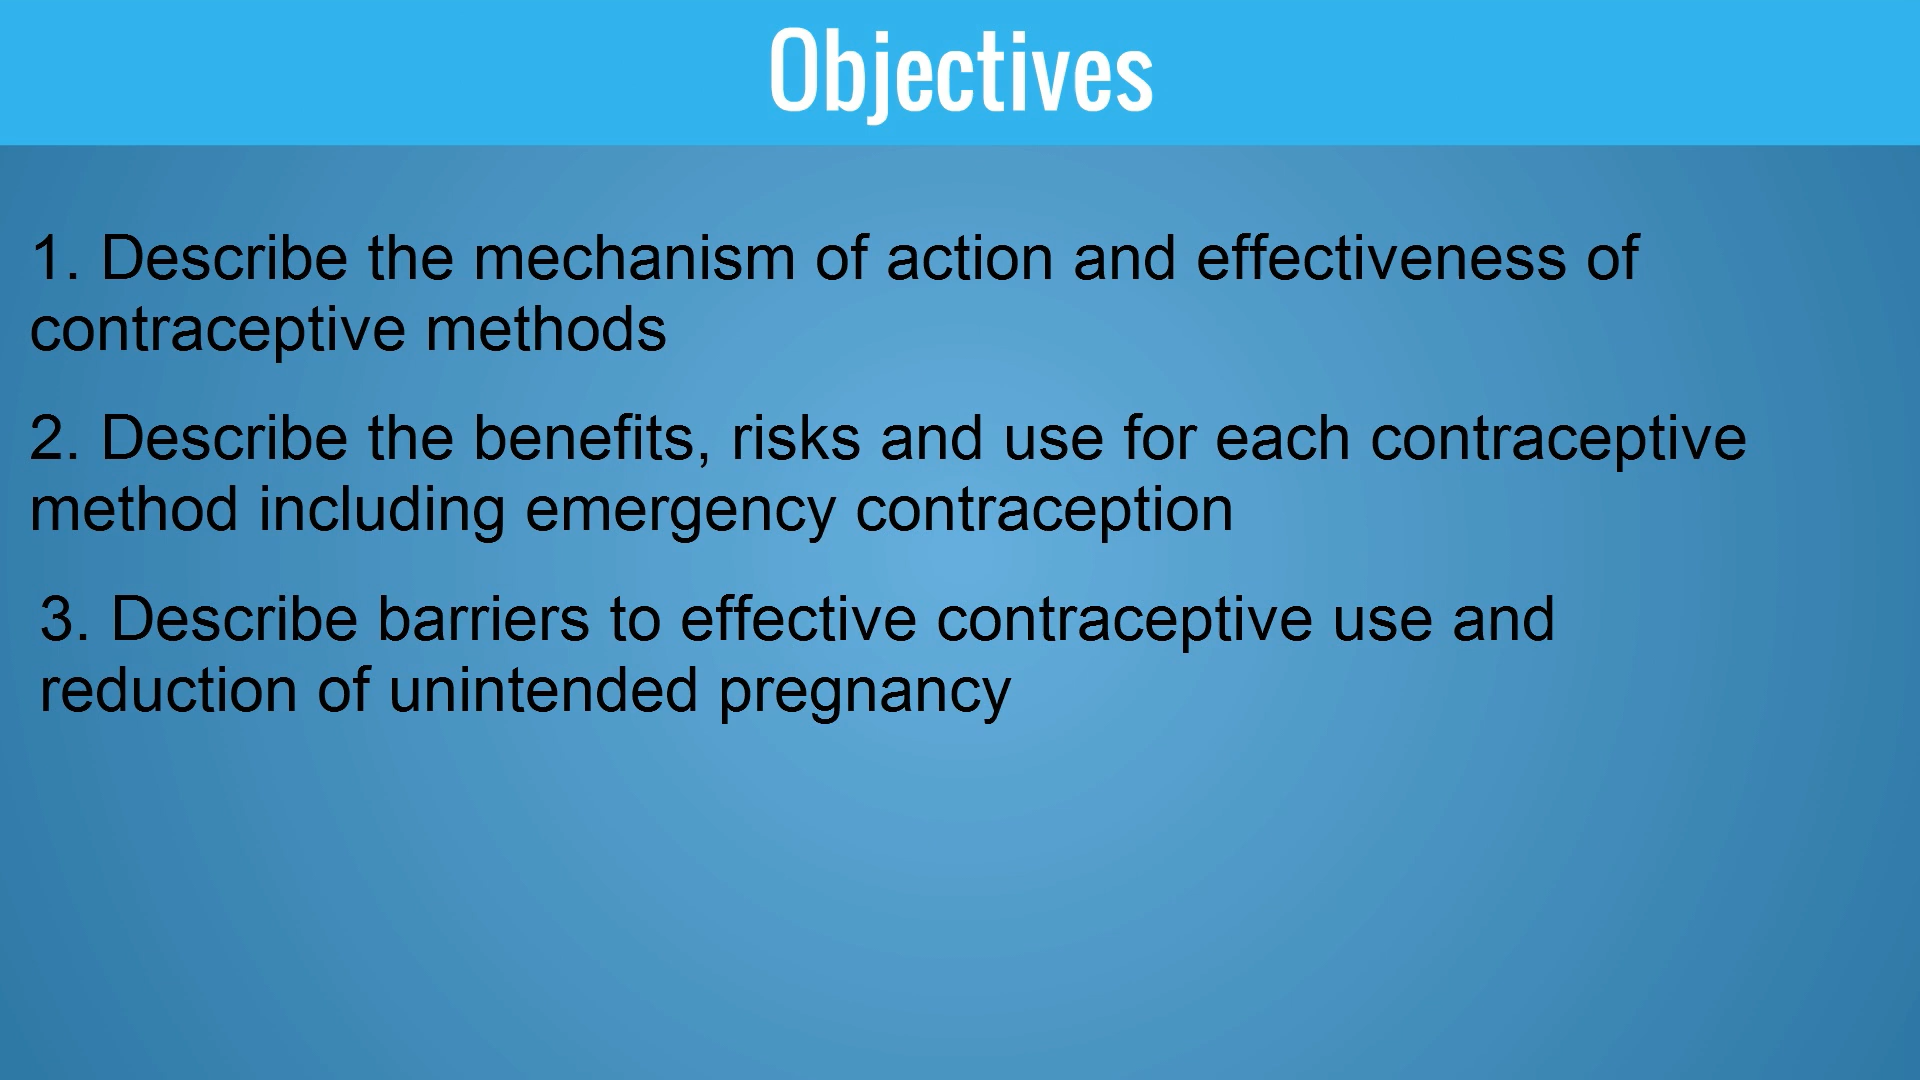 Objectives
1. Describe the mechanism of action and effectiveness of
contraceptive methods
2. Describe the benefits, risks and use for each contraceptive
method including emergency contraception
3. Describe barriers to effective contraceptive use and
reduction of unintended pregnancy